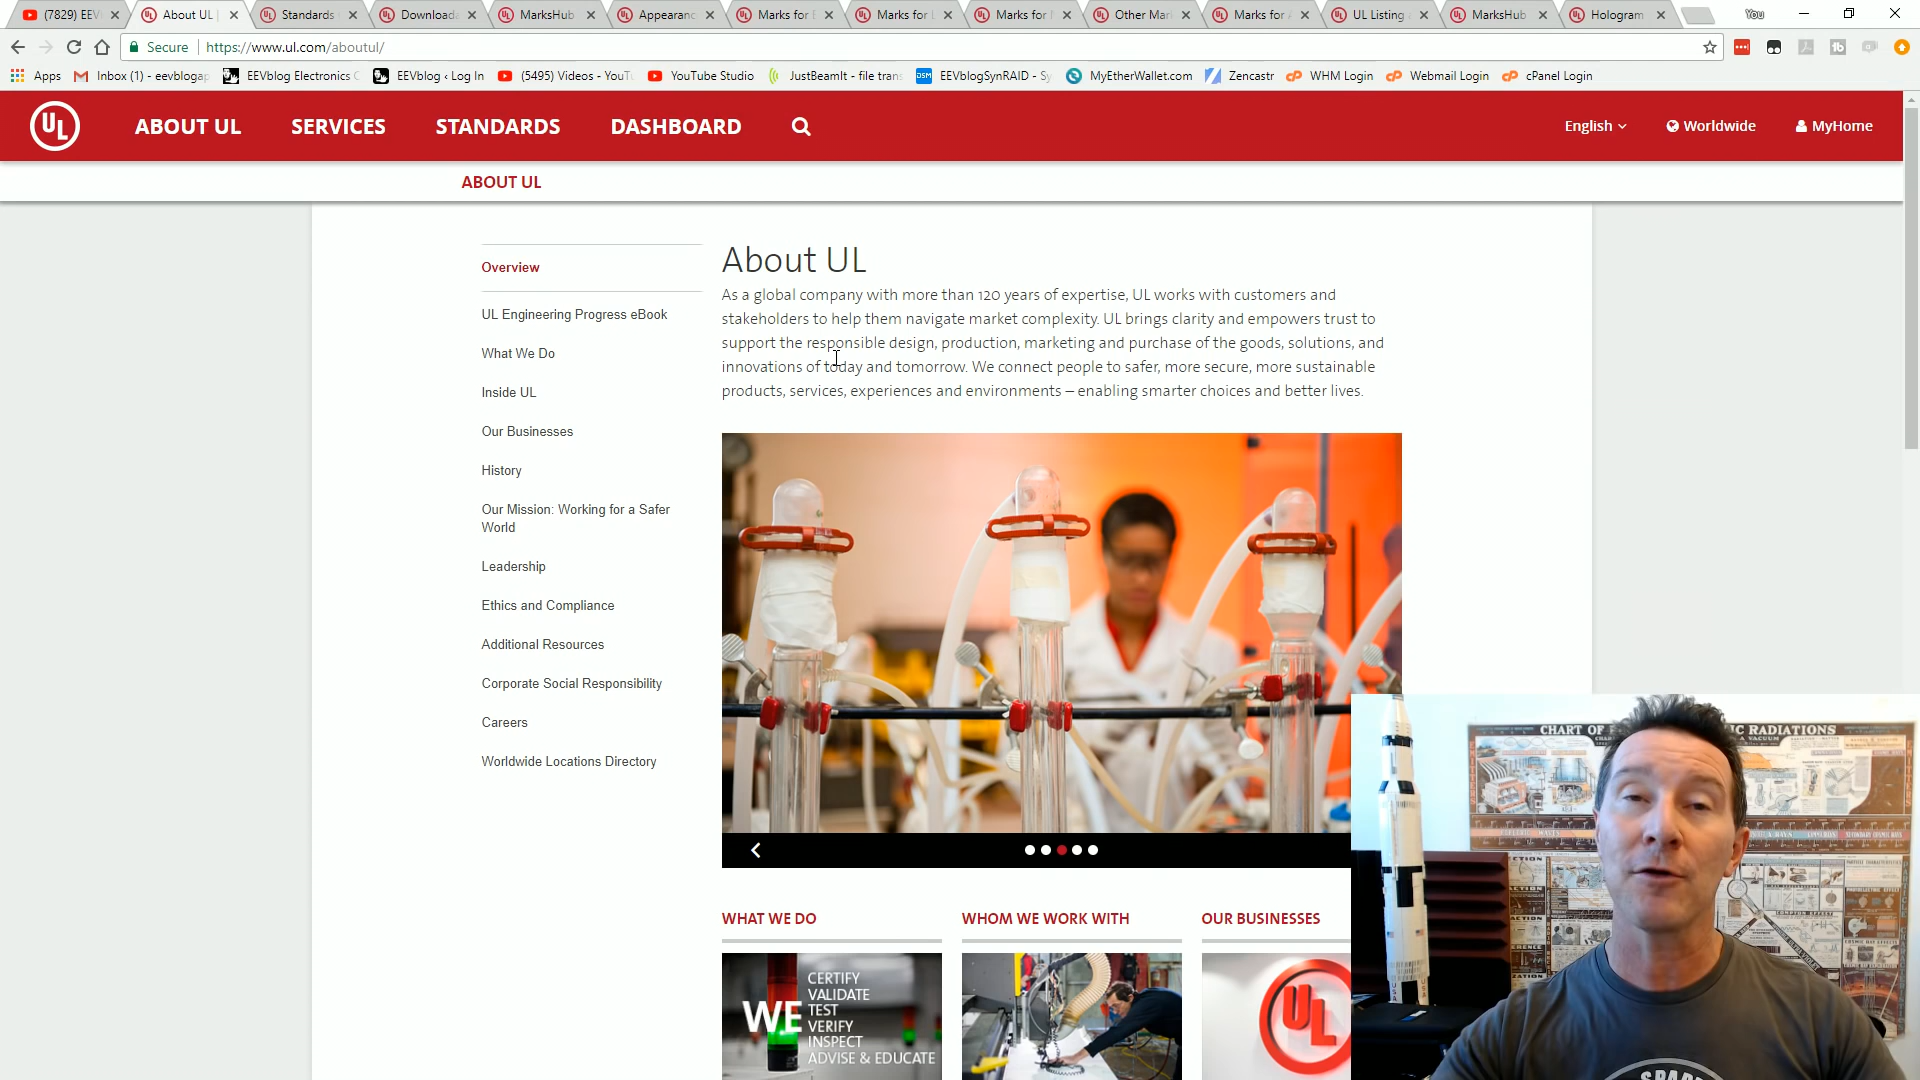 (7829) EEV
About UL |
Standards
Download
MarksHub
Appearanc
Marks for E
Marks for L
Marks for
Other Mar
Marks for A
UL Listing
MarksHub
Hologram
You
Secure
https://www.ul.com/aboutul/
Apps
Inbox (1) - eevblog
EEVblog Electronics C
EEVblog ‹ Log In
(5495) Videos - YouTu
YouTube Studio
JustBeamIt - file trans
DSM
EEVblogSynRAID - Sy
MyEtherWallet.com
Zencastr
WHM Login
Webmail Login
cPanel Login
UL
ABOUT UL
SERVICES
STANDARDS
DASHBOARD
English
Worldwide
MyHome
ABOUT UL
Overview
UL Engineering Progress eBook
What We Do
Inside UL
Our Businesses
History
Our Mission: Working for a Safer
World
Leadership
Ethics and Compliance
Additional Resources
Corporate Social Responsibility
Careers
Worldwide Locations Directory
About UL
As a global company with more than 120 years of expertise, UL works with customers and
stakeholders to help them navigate market complexity. UL brings clarity and empowers trust to
support the responsible design, production, marketing and purchase of the goods, solutions, and
innovations of today and tomorrow. We connect people to safer, more secure, more sustainable
products, services, experiences and environments – enabling smarter choices and better lives.
WHAT WE DO
WHOM WE WORK WITH
OUR BUSINESSES
WE
CERTIFY
VALIDATE
TEST
VERIFY
INSPECT
ADVISE & EDUCATE
UL
CHART OF
IC RADIATIONS
A VACUUM
USA